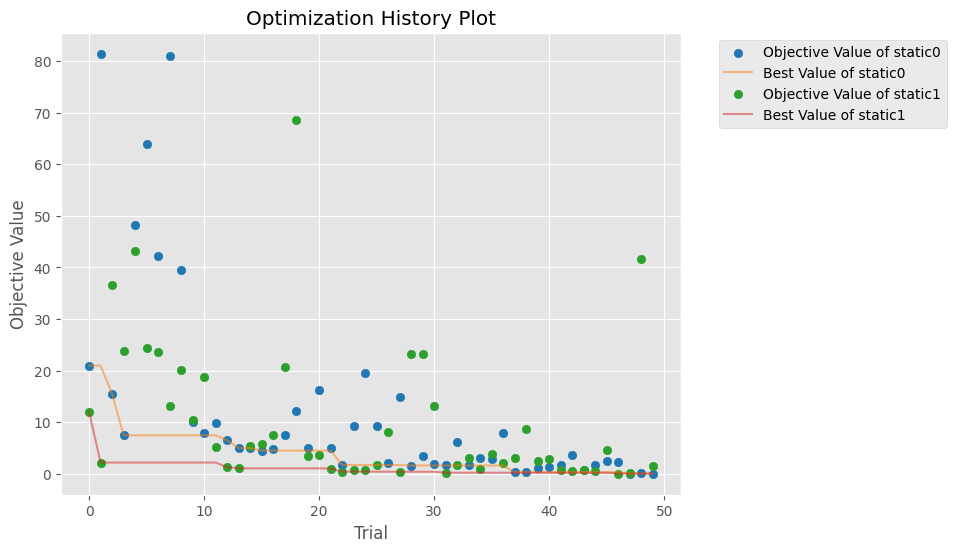 Optimization History Plot
Objective Value of static0
Best Value of static0
Objective Value of static1
Best Value of static1
Objective Value
80
70
60
50
40
30
20
10
0
0 10 20 30 40 50
Trial